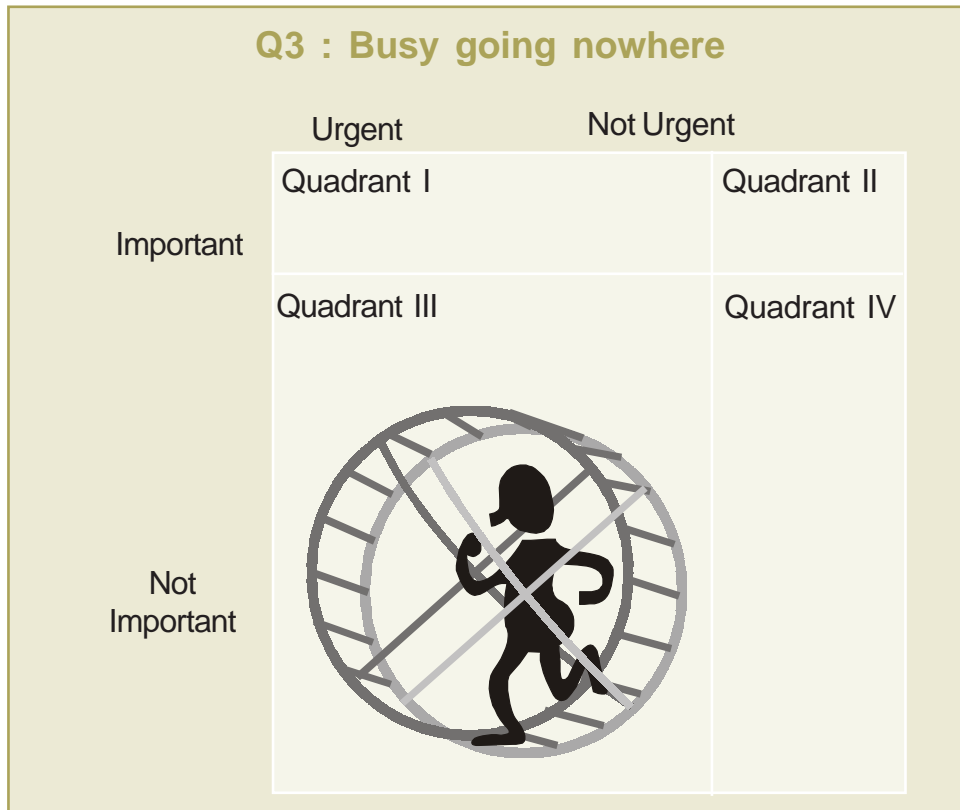 Q3 : Busy going nowhere
Urgent Not Urgent
Quadrant I Quadrant II
Important
Quadrant III Quadrant IV
Not
Important